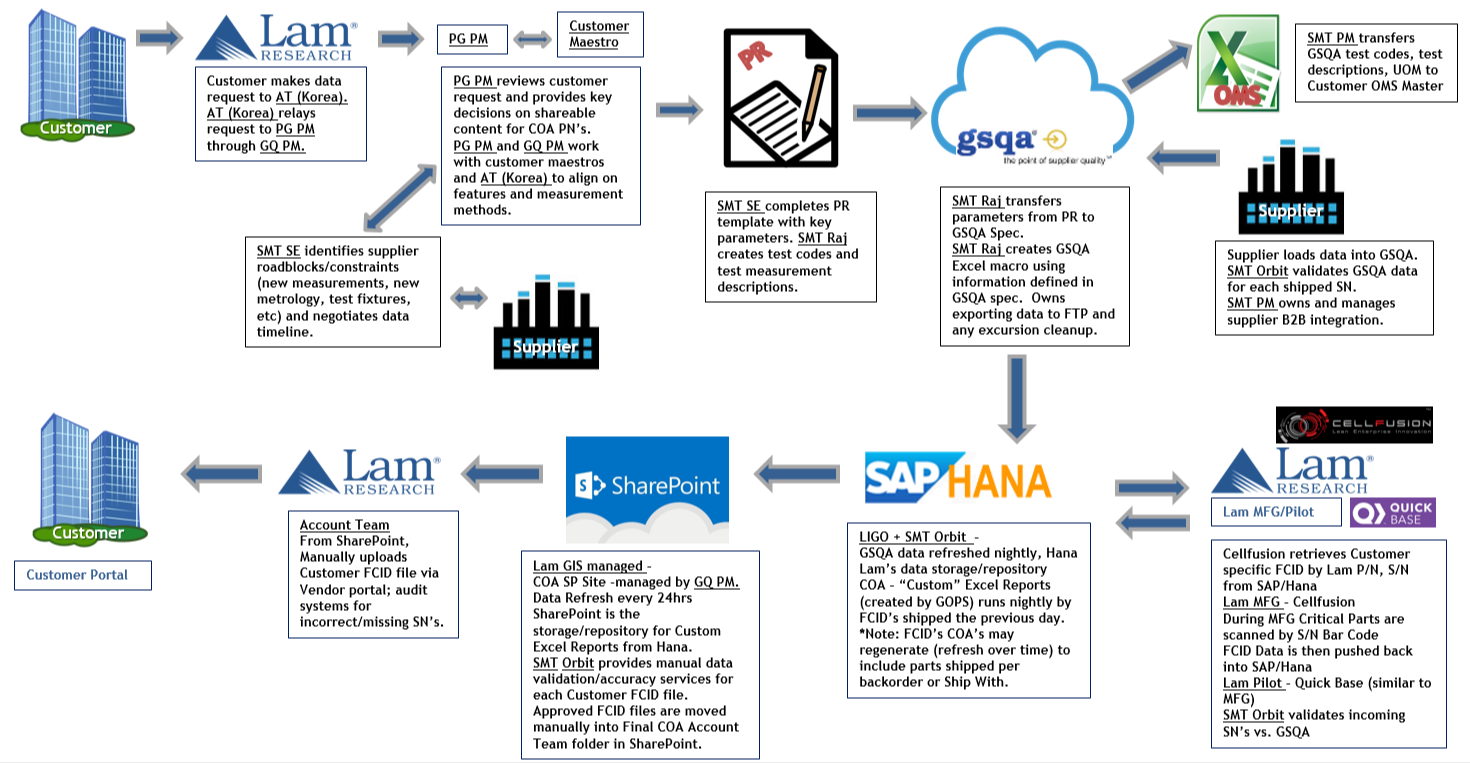 Customer
Lam®
RESEARCH
Customer makes data
request to AT (Korea).
AT (Korea) relays
request to PG PM
through GQ PM.
PG PM
Customer
Maestro
PG PM reviews customer
request and provides key
decisions on shareable
content for COA PN's.
PG PM and GQ PM work
with customer maestros
and AT (Korea) to align on
features and measurement
methods.
SMT SE identifies supplier
roadblocks/constraints
(new measurements, new
metrology, test fixtures,
etc) and negotiates data
timeline.
Supplier
PR
SMT SE completes PR
template with key
parameters. SMT Raj
creates test codes and
test measurement
descriptions.
gsqa®
the point of supplier quality™
SMT Raj transfers
parameters from PR to
GSQA Spec.
SMT Raj creates GSQA
Excel macro using
information defined in
GSQA spec.  Owns
exporting data to FTP and
any excursion cleanup.
X
OMS
SMT PM transfers
GSQA test codes, test
descriptions, UOM to
Customer OMS Master
Supplier
Supplier loads data into GSQA.
SMT Orbit validates GSQA data
for each shipped SN.
SMT PM owns and manages
supplier B2B integration.
CELLFUSION
Lean Enterprise Innovation
Lam®
RESEARCH
Lam MFG/Pilot
QUICK
BASE
Cellfusion retrieves Customer
specific FCID by Lam P/N, S/N
from SAP/Hana
Lam MFG - Cellfusion
During MFG Critical Parts are
scanned by S/N Bar Code
FCID Data is then pushed back
into SAP/Hana
Lam Pilot - Quick Base (similar to
MFG)
SMT Orbit validates incoming
SN's vs. GSQA
SAP HANA
LIGO + SMT Orbit -
GSQA data refreshed nightly, Hana
Lam's data storage/repository
COA - “Custom” Excel Reports
(created by GOPS) runs nightly by
FCID's shipped the previous day.
*Note: FCID's COA's may
regenerate (refresh over time) to
include parts shipped per
backorder or Ship With.
S SharePoint
Lam GIS managed -
COA SP Site -managed by GQ PM.
Data Refresh every 24hrs
SharePoint is the
storage/repository for Custom
Excel Reports from Hana.
SMT Orbit provides manual data
validation/accuracy services for
each Customer FCID file.
Approved FCID files are moved
manually into Final COA Account
Team folder in SharePoint.
Lam®
RESEARCH
Account Team
From SharePoint,
Manually uploads
Customer FCID file via
Vendor portal; audit
systems for
incorrect/missing SN's.
Customer
Customer Portal